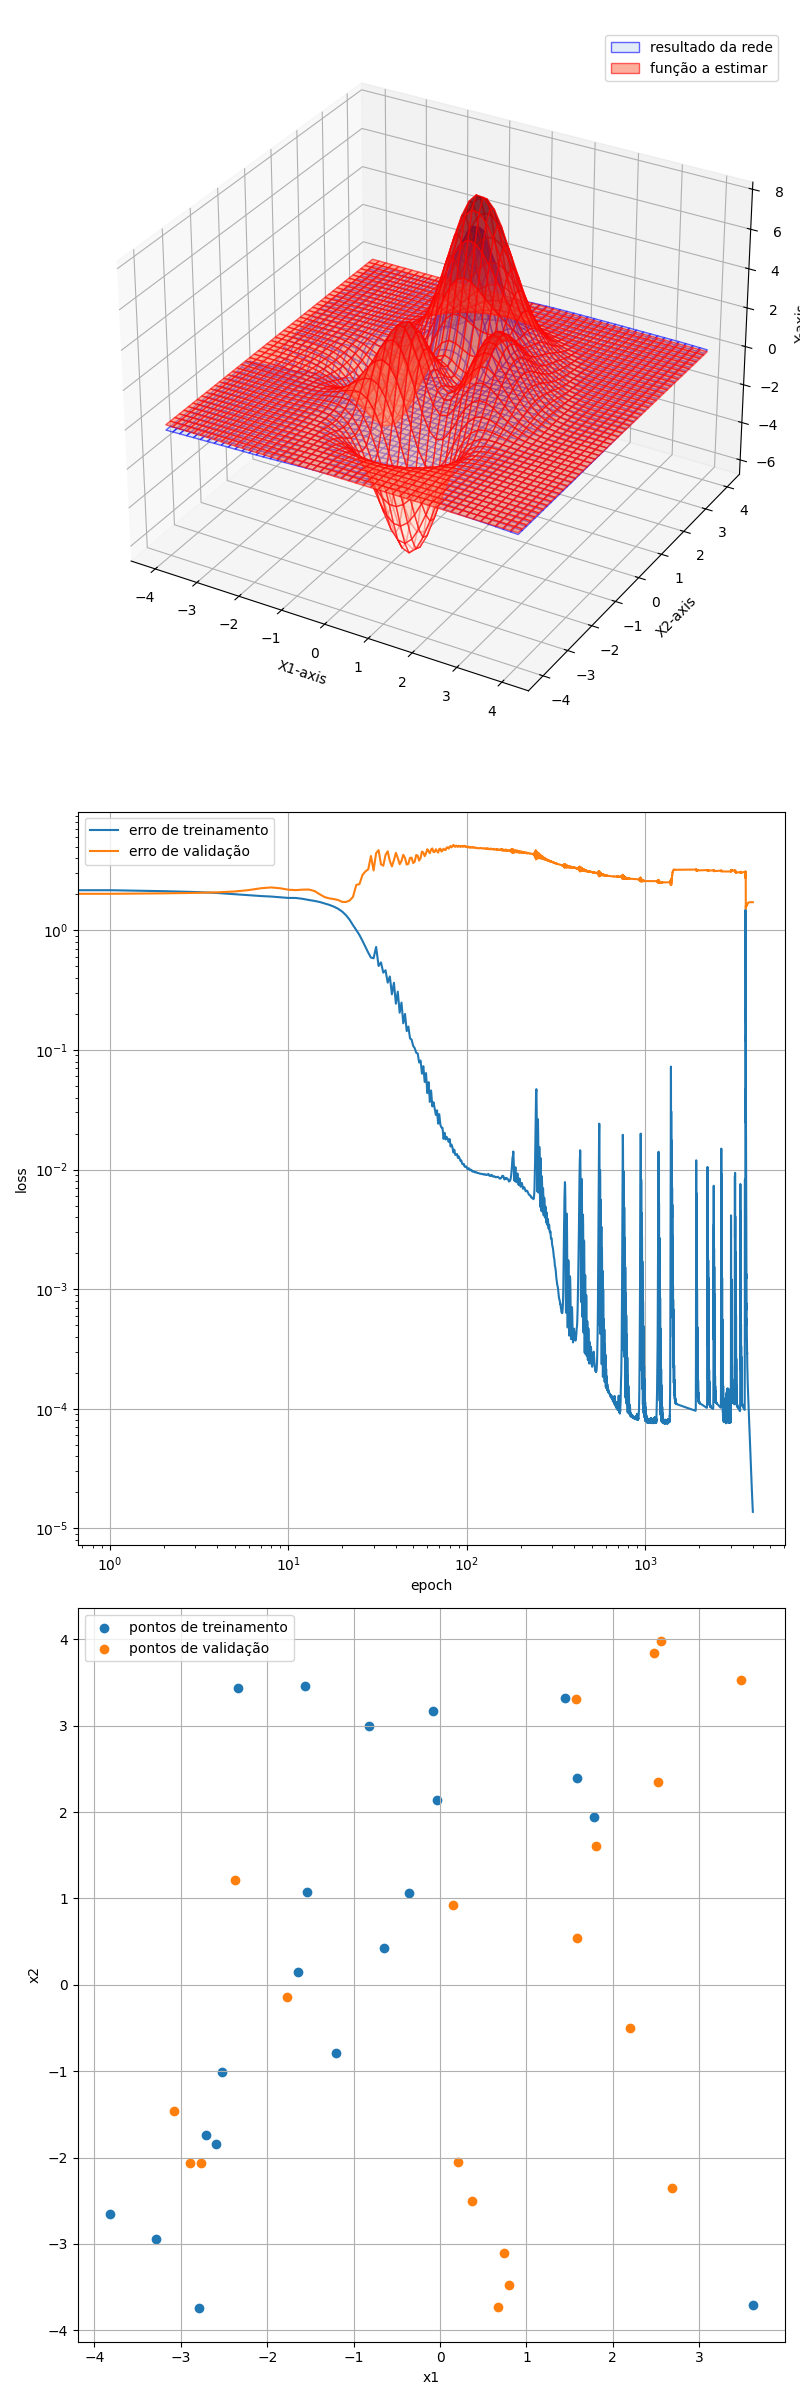 resultado da rede
função a estimar
8
6
4
2
0
−2
−4
−6
−4
−3
−2
−1
0
1
2
3
4
X1-axis
−4
−3
−2
−1
0
1
2
3
4
X2-axis
erro de treinamento
erro de validação
10⁰
10⁻¹
10⁻²
10⁻³
10⁻⁴
10⁻⁵
loss
10⁰ 10¹ 10² 10³
epoch
pontos de treinamento
pontos de validação
4
3
2
1
0
−1
−2
−3
−4
x2
−4 −3 −2 −1 0 1 2 3
x1